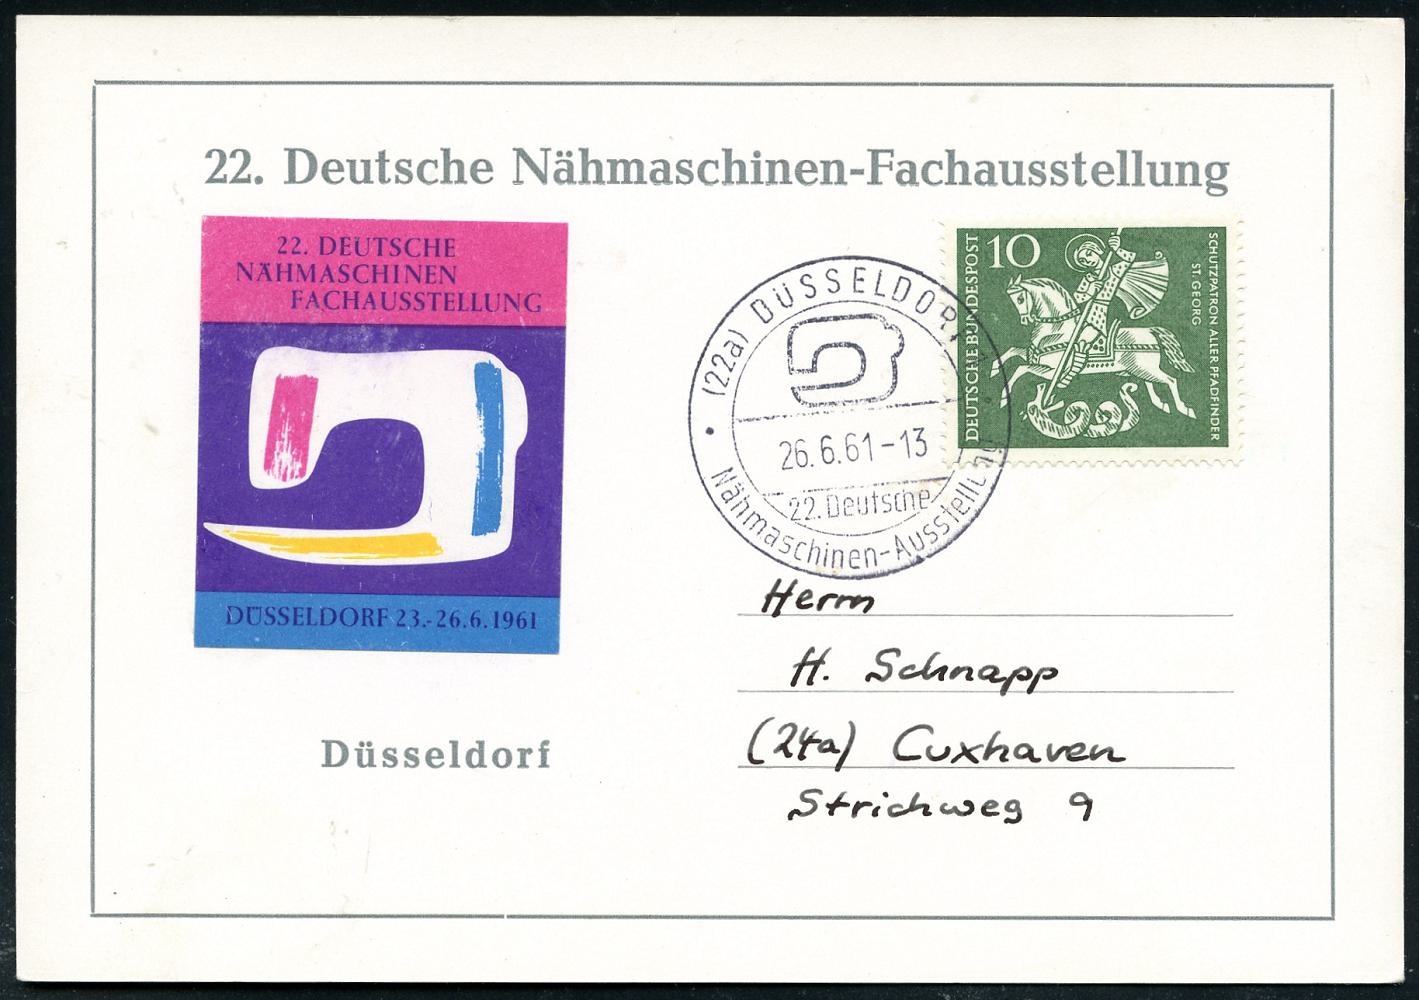 22. Deutsche Nähmaschinen-Fachausstellung
22. DEUTSCHE
NÄHMASCHINEN
FACHAUSSTELLUNG
DÜSSELDORF 23.-26.6.1961
Düsseldorf
(22a) DÜSSELDORF
26.6.61-13
22. Deutsche
Nähmaschinen-Ausstellung
DEUTSCHE BUNDESPOST
10
SCHUTZPATRON ALLER PFADFINDER
ST. GEORG
Herrn
H. Schnapp
(24a) Cuxhaven
Strichweg 9